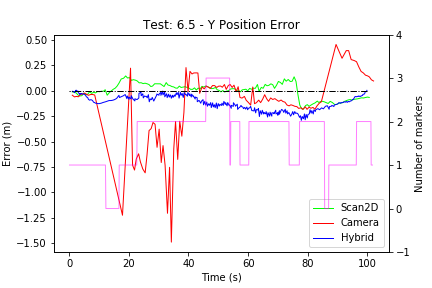 Test: 6.5 - Y Position Error
0.50
0.25
0.00
−0.25
−0.50
−0.75
−1.00
−1.25
−1.50
Error (m)
4
3
2
1
0
−1
Number of markers
Scan2D
Camera
Hybrid
0 20 40 60 80 100
Time (s)